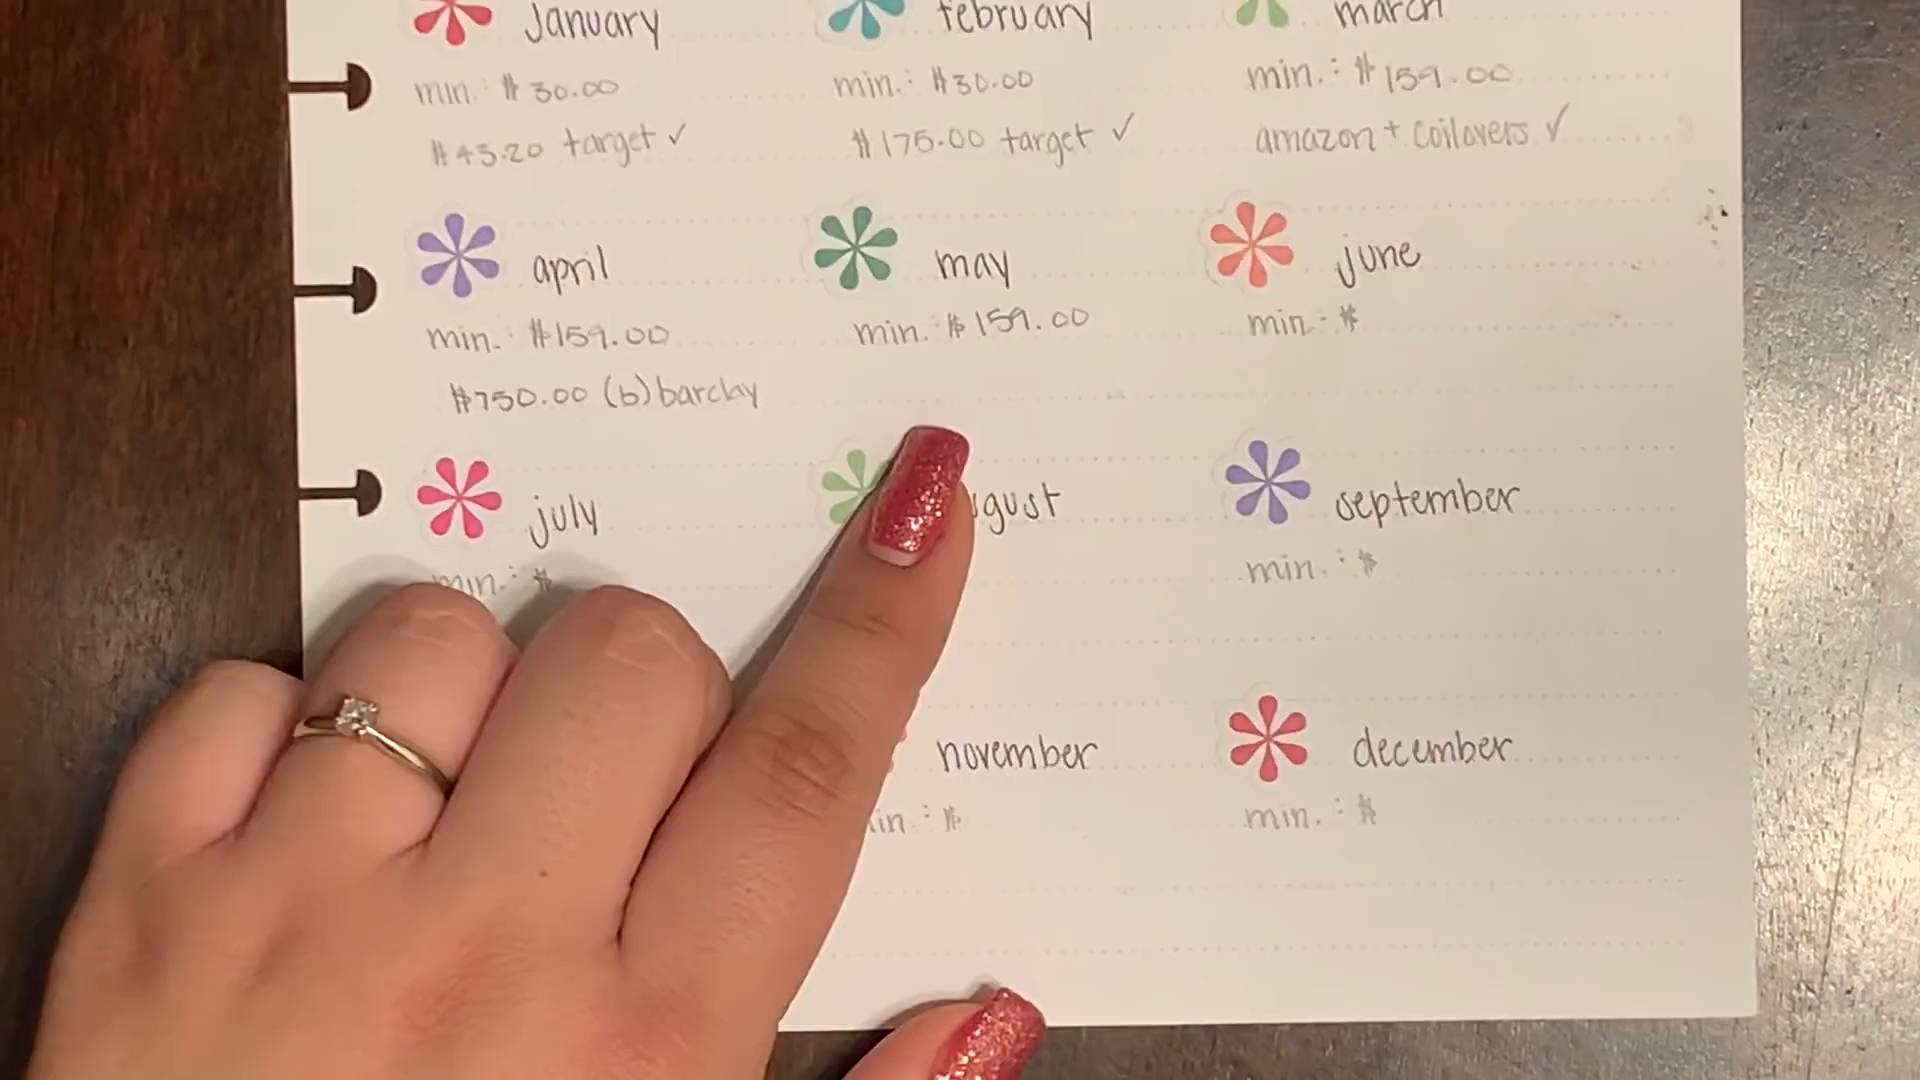 january february march
min.: $30.00 min.: $30.00 min.: $159.00
$43.20 target ✓ $175.00 target ✓ amazon + coilovers ✓
april may june
min.: $159.00 min.: $159.00 min.: $
$750.00 (b) barclay
july gust september
min.: $ min.: $
november december
in.: $ min.: $